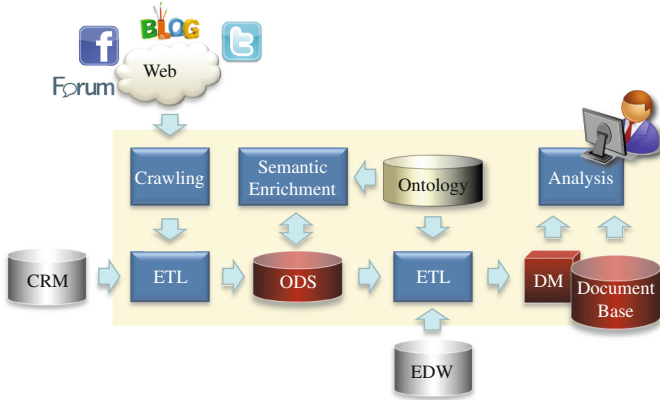 BLOG
f
t
Web
Forum
Crawling
Semantic
Enrichment
Ontology
Analysis
CRM
ETL
ODS
ETL
DM
Document
Base
EDW